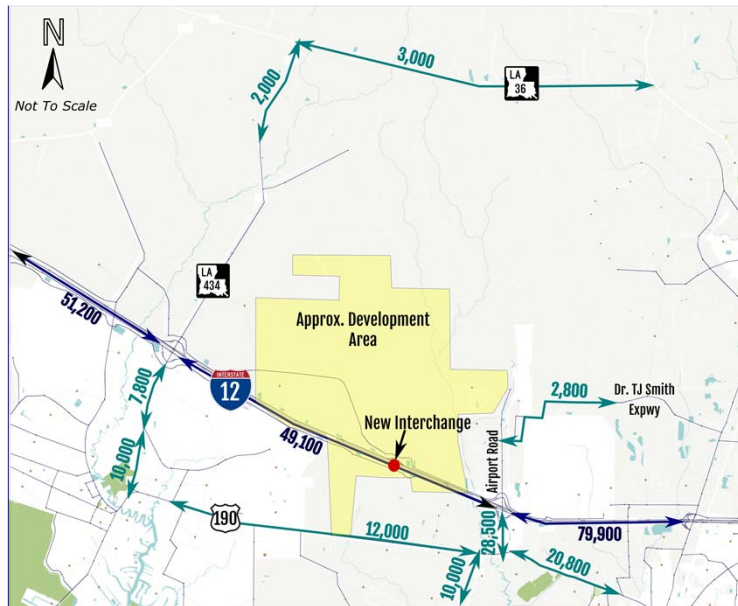 N
Not To Scale
3,000
LA
36
2,000
LA
434
51,200
Approx. Development
Area
INTERSTATE
12
7,800
2,800
Dr. TJ Smith
Expwy
New Interchange
49,100
10,000
Airport Road
190
12,000
28,500
79,900
10,000
20,800